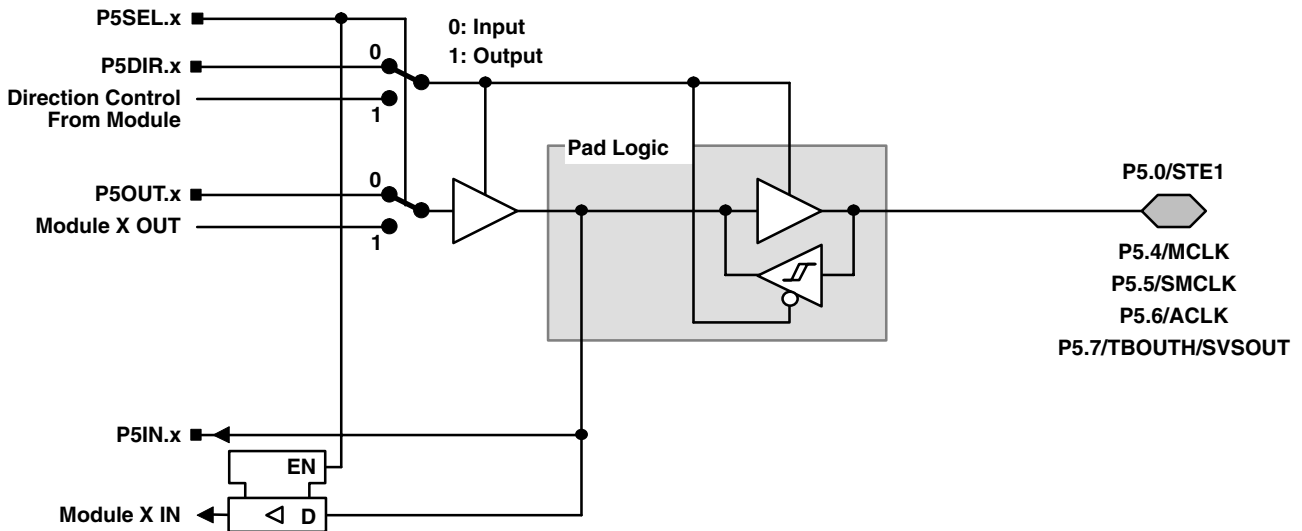 P5SEL.x
0: Input
1: Output
0
P5DIR.x
Direction Control
From Module
1
Pad Logic
P5.0/STE1
0
P5OUT.x
Module X OUT
1
P5.4/MCLK
P5.5/SMCLK
P5.6/ACLK
P5.7/TBOUTH/SVSOUT
P5IN.x
EN
Module X IN
D